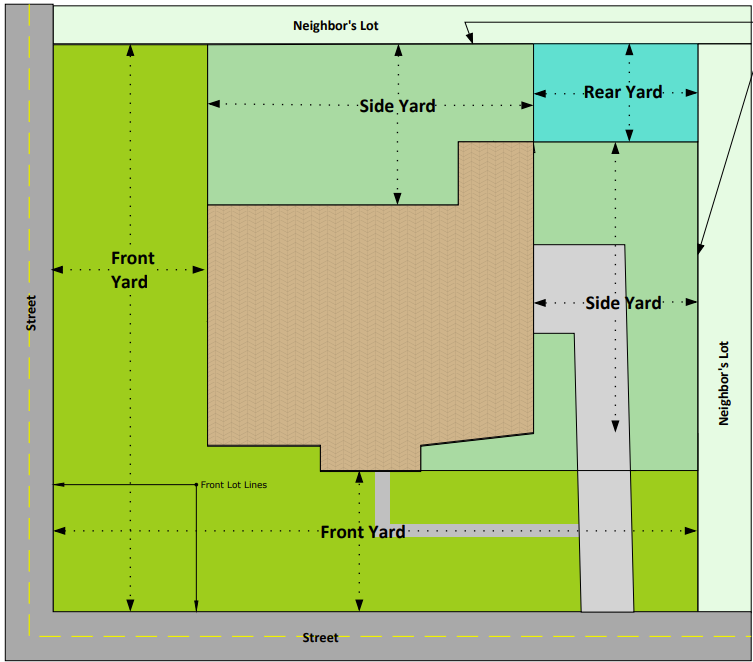 Neighbor's Lot
Side Yard
Rear Yard
Front
Yard
Street
Side Yard
Neighbor's Lot
Front Lot Lines
Front Yard
Street